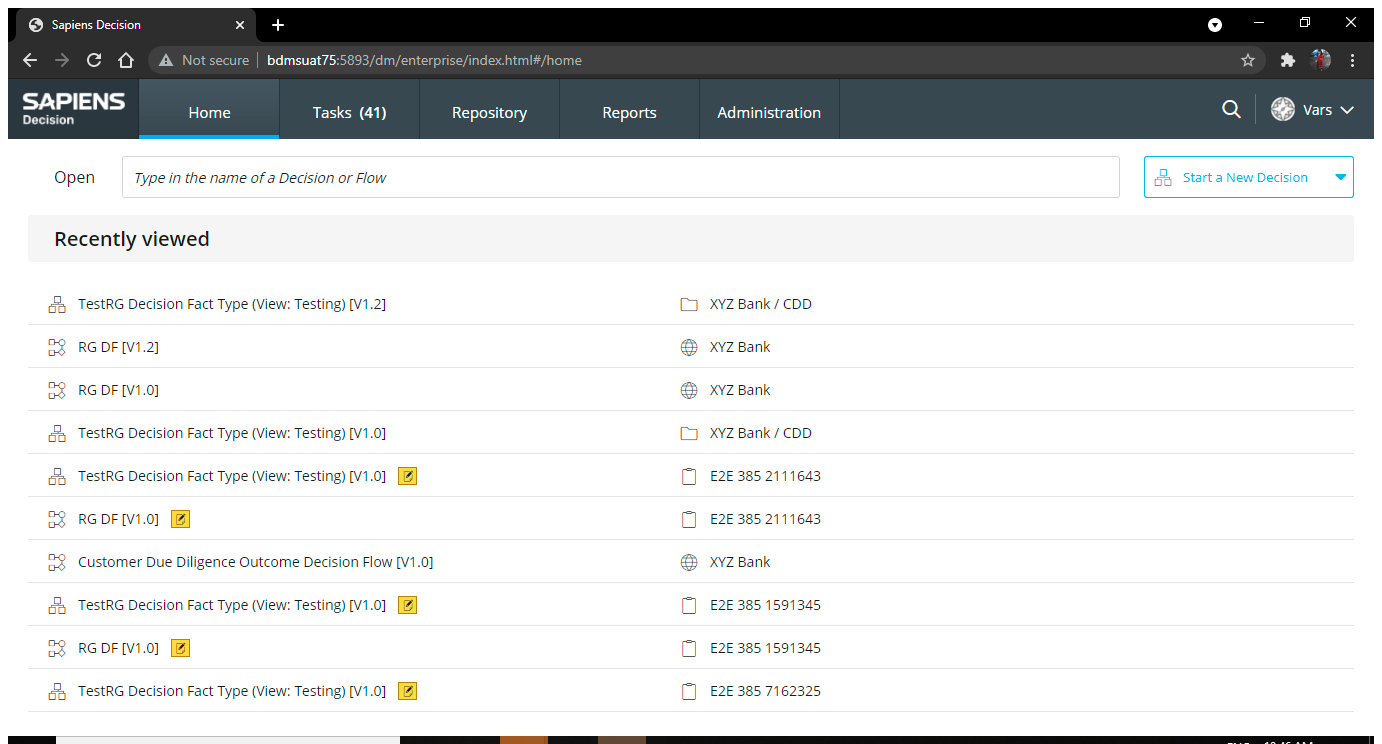 Sapiens Decision
Not secure bdmsuat75:5893/dm/enterprise/index.html#/home
SAPIENS
Decision
Home Tasks (41) Repository Reports Administration Vars
Open Type in the name of a Decision or Flow Start a New Decision
Recently viewed
TestRG Decision Fact Type (View: Testing) [V1.2] XYZ Bank / CDD
RG DF [V1.2] XYZ Bank
RG DF [V1.0] XYZ Bank
TestRG Decision Fact Type (View: Testing) [V1.0] XYZ Bank / CDD
TestRG Decision Fact Type (View: Testing) [V1.0] E2E 385 2111643
RG DF [V1.0] E2E 385 2111643
Customer Due Diligence Outcome Decision Flow [V1.0] XYZ Bank
TestRG Decision Fact Type (View: Testing) [V1.0] E2E 385 1591345
RG DF [V1.0] E2E 385 1591345
TestRG Decision Fact Type (View: Testing) [V1.0] E2E 385 7162325